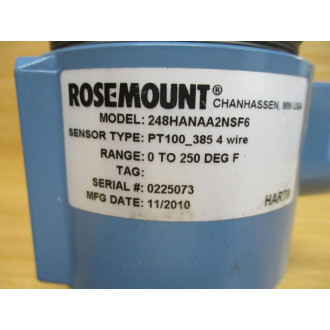 ROSEMOUNT® CHANHASSEN, MN USA
MODEL: 248HANAA2NSF6
SENSOR TYPE: PT100_385 4 wire
RANGE: 0 TO 250 DEG F
TAG:
SERIAL #: 0225073
MFG DATE: 11/2010